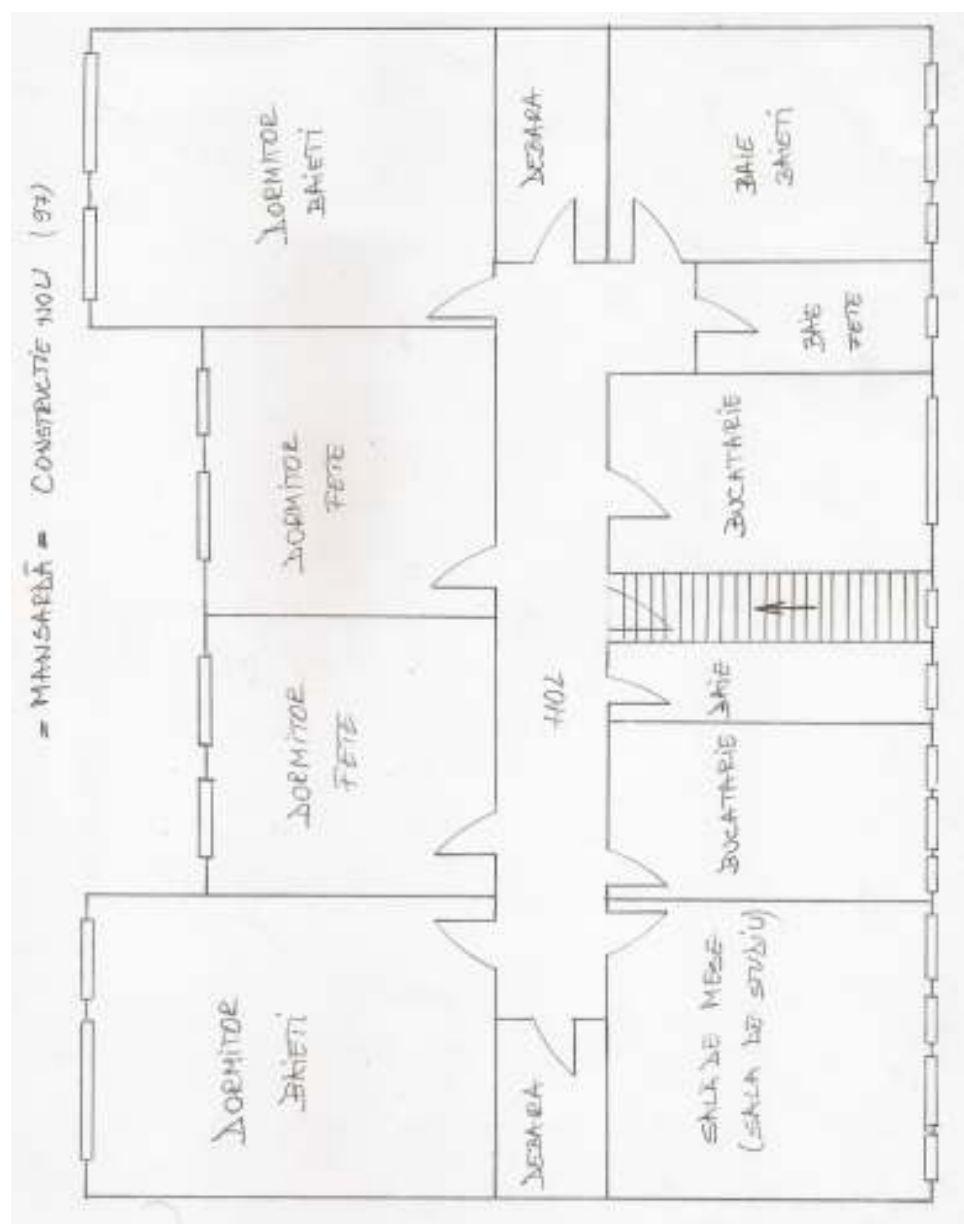 = MANSARDĂ = CONSTRUCTIE NOU (97)
DORMITOR
BAIETI
DORMITOR
FETE
DORMITOR
FETE
DORMITOR
BAIETI
DEBARA
HOL
DEBARA
SALA DE MESE
(SALA DE STUDIU)
BUCATARIE
BAIE
BUCATARIE
BAIE
FETE
BAIE
BAIETI